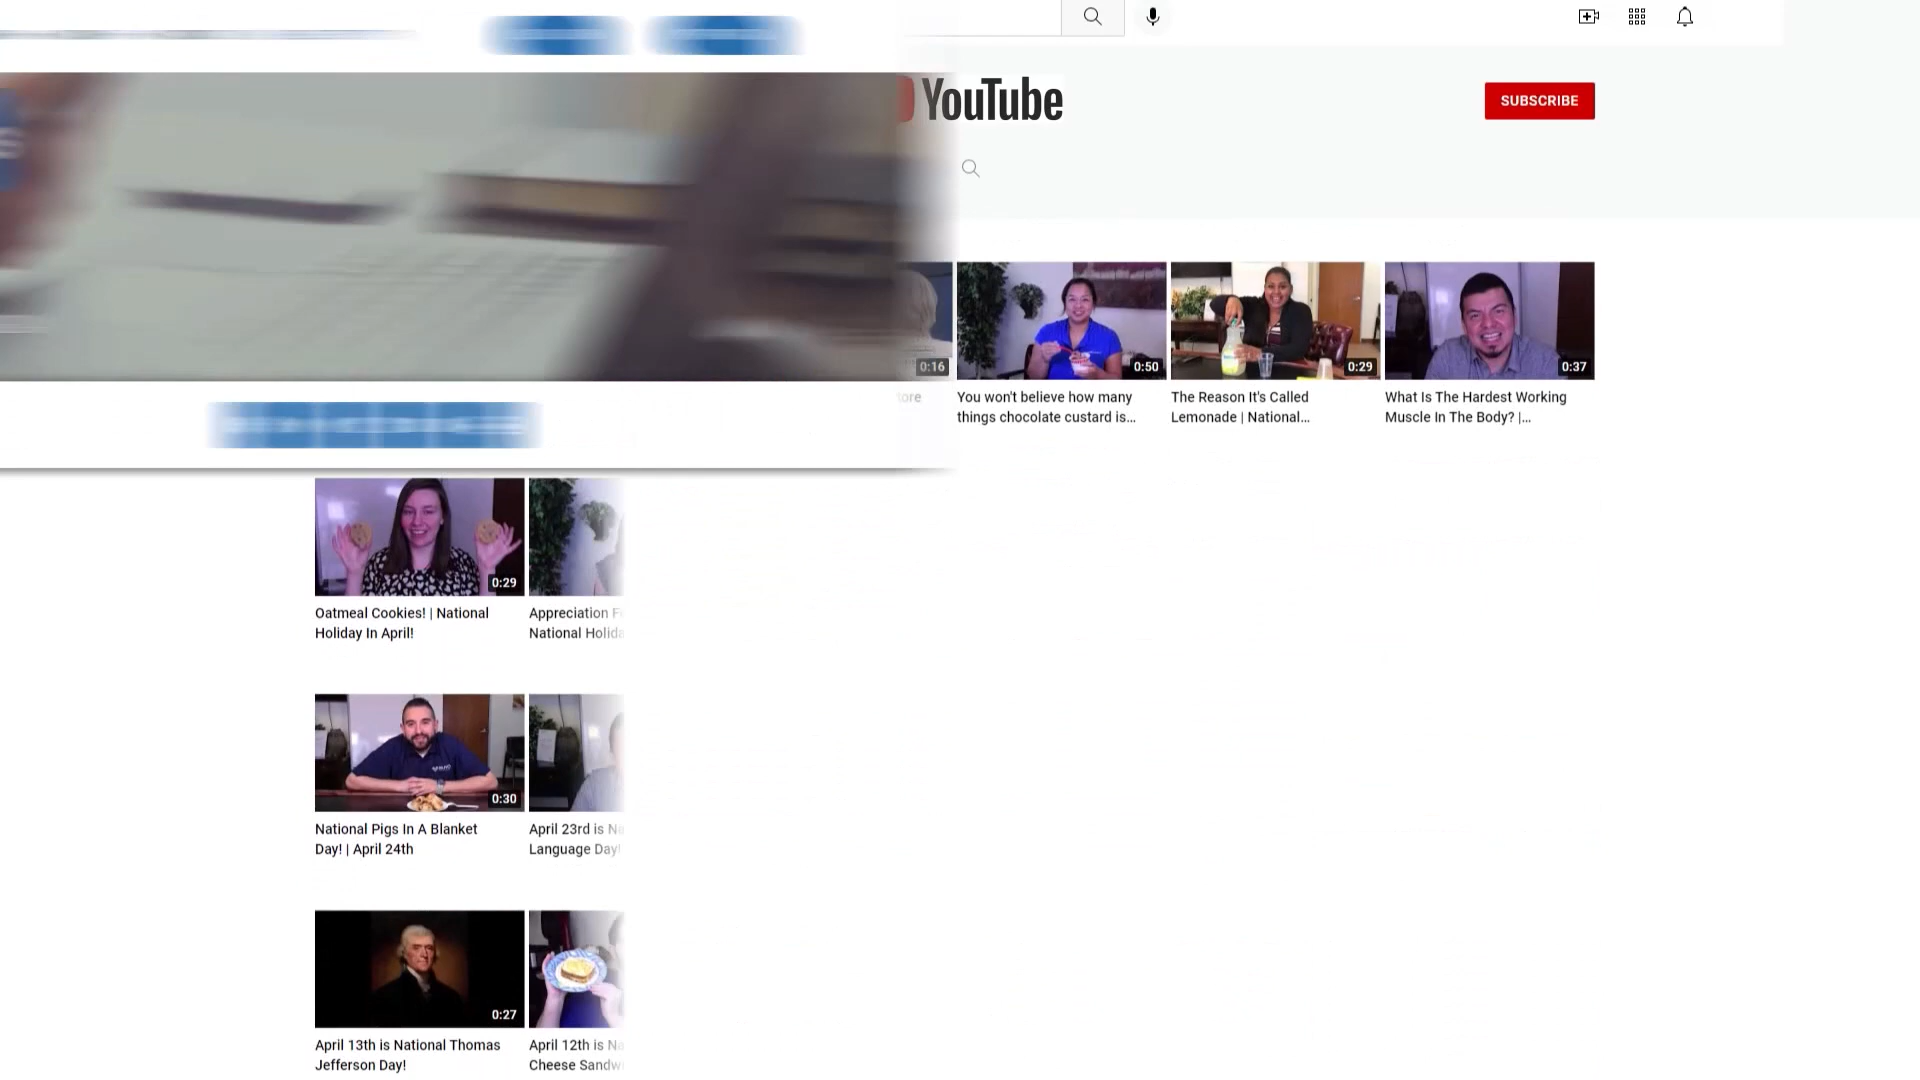 YouTube
SUBSCRIBE
0:16
0:50
0:29
0:37
You won't believe how many
things chocolate custard is...
The Reason It's Called
Lemonade | National...
What Is The Hardest Working
Muscle In The Body? |...
0:29
Oatmeal Cookies! | National
Holiday In April!
Appreciation
National
0:30
National Pigs In A Blanket
Day! | April 24th
April 23rd is
Language Day!
0:27
April 13th is National Thomas
Jefferson Day!
April 12th is
Cheese